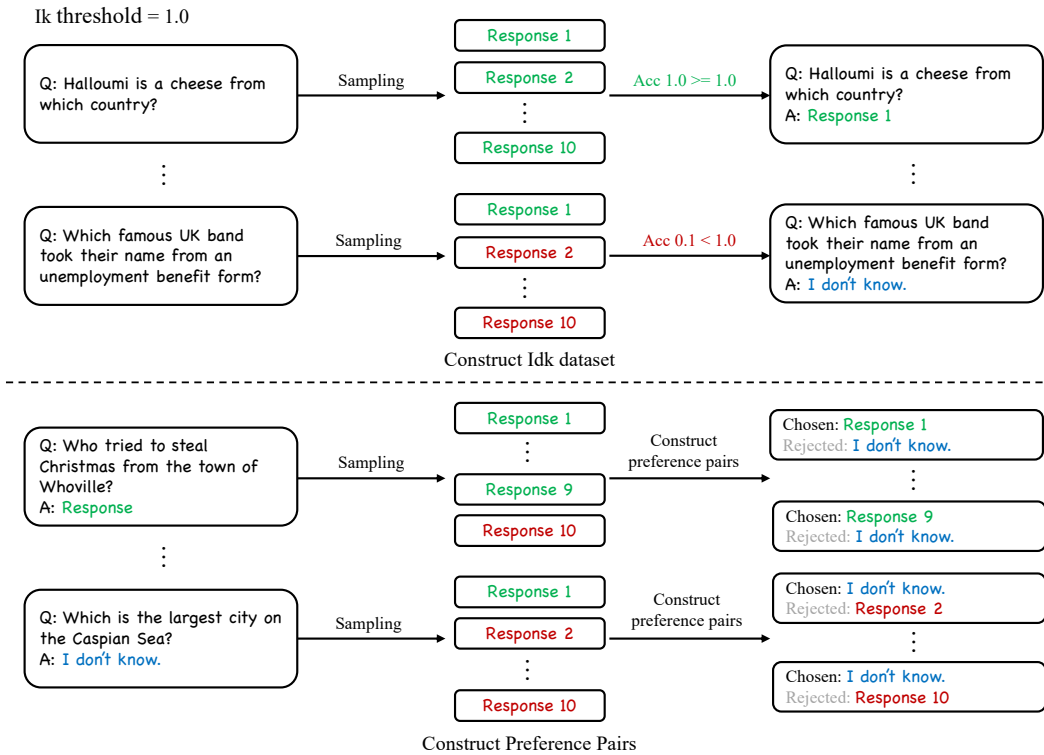 Ik threshold = 1.0
Q: Halloumi is a cheese from
which country?
Sampling
Response 1
Response 2
⋮
Response 10
Acc 1.0 >= 1.0
Q: Halloumi is a cheese from
which country?
A: Response 1
⋮
⋮
Q: Which famous UK band
took their name from an
unemployment benefit form?
Sampling
Response 1
Response 2
⋮
Response 10
Acc 0.1 < 1.0
Q: Which famous UK band
took their name from an
unemployment benefit form?
A: I don't know.
Construct Idk dataset
Q: Who tried to steal
Christmas from the town of
Whoville?
A: Response
Sampling
Response 1
⋮
Response 9
Response 10
Construct
preference pairs
Chosen: Response 1
Rejected: I don't know.
⋮
Chosen: Response 9
Rejected: I don't know.
⋮
Q: Which is the largest city on
the Caspian Sea?
A: I don't know.
Sampling
Response 1
Response 2
⋮
Response 10
Construct
preference pairs
Chosen: I don't know.
Rejected: Response 2
⋮
Chosen: I don't know.
Rejected: Response 10
Construct Preference Pairs